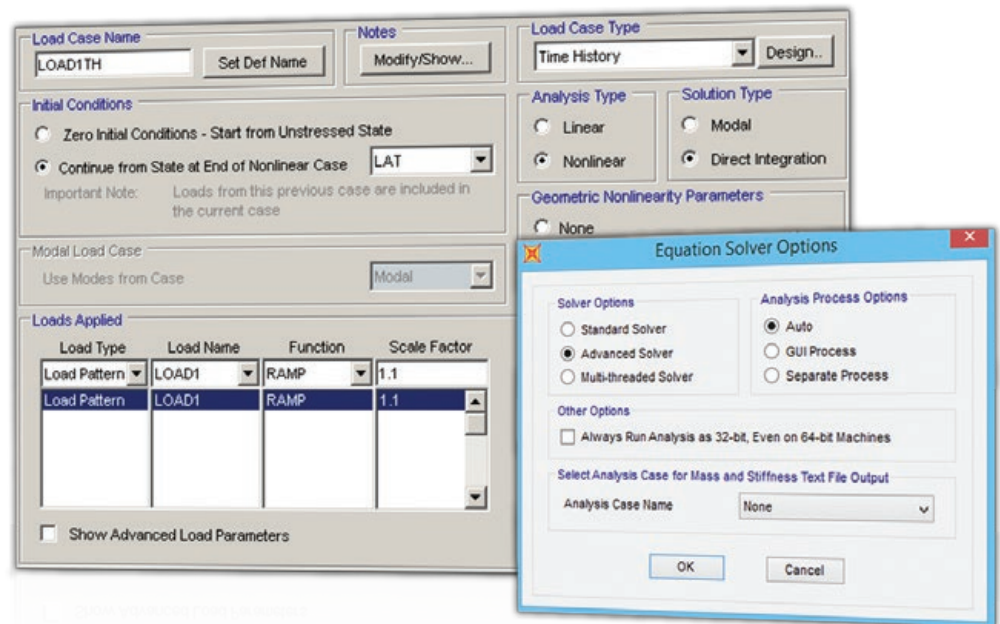 Load Case Name
LOAD1TH
Set Def Name
Notes
Modify/Show...
Load Case Type
Time History
Design..
Initial Conditions
Zero Initial Conditions - Start from Unstressed State
Continue from State at End of Nonlinear Case
LAT
Important Note: Loads from this previous case are included in
the current case
Analysis Type
Linear
Nonlinear
Solution Type
Modal
Direct Integration
Geometric Nonlinearity Parameters
None
Modal Load Case
Use Modes from Case
Modal
Loads Applied
Load Type Load Name Function Scale Factor
Load Pattern LOAD1 RAMP 1.1
Load Pattern LOAD1 RAMP 1.1
Show Advanced Load Parameters
Equation Solver Options
Solver Options
Standard Solver
Advanced Solver
Multi-threaded Solver
Analysis Process Options
Auto
GUI Process
Separate Process
Other Options
Always Run Analysis as 32-bit, Even on 64-bit Machines
Select Analysis Case for Mass and Stiffness Text File Output
Analysis Case Name
None
OK
Cancel